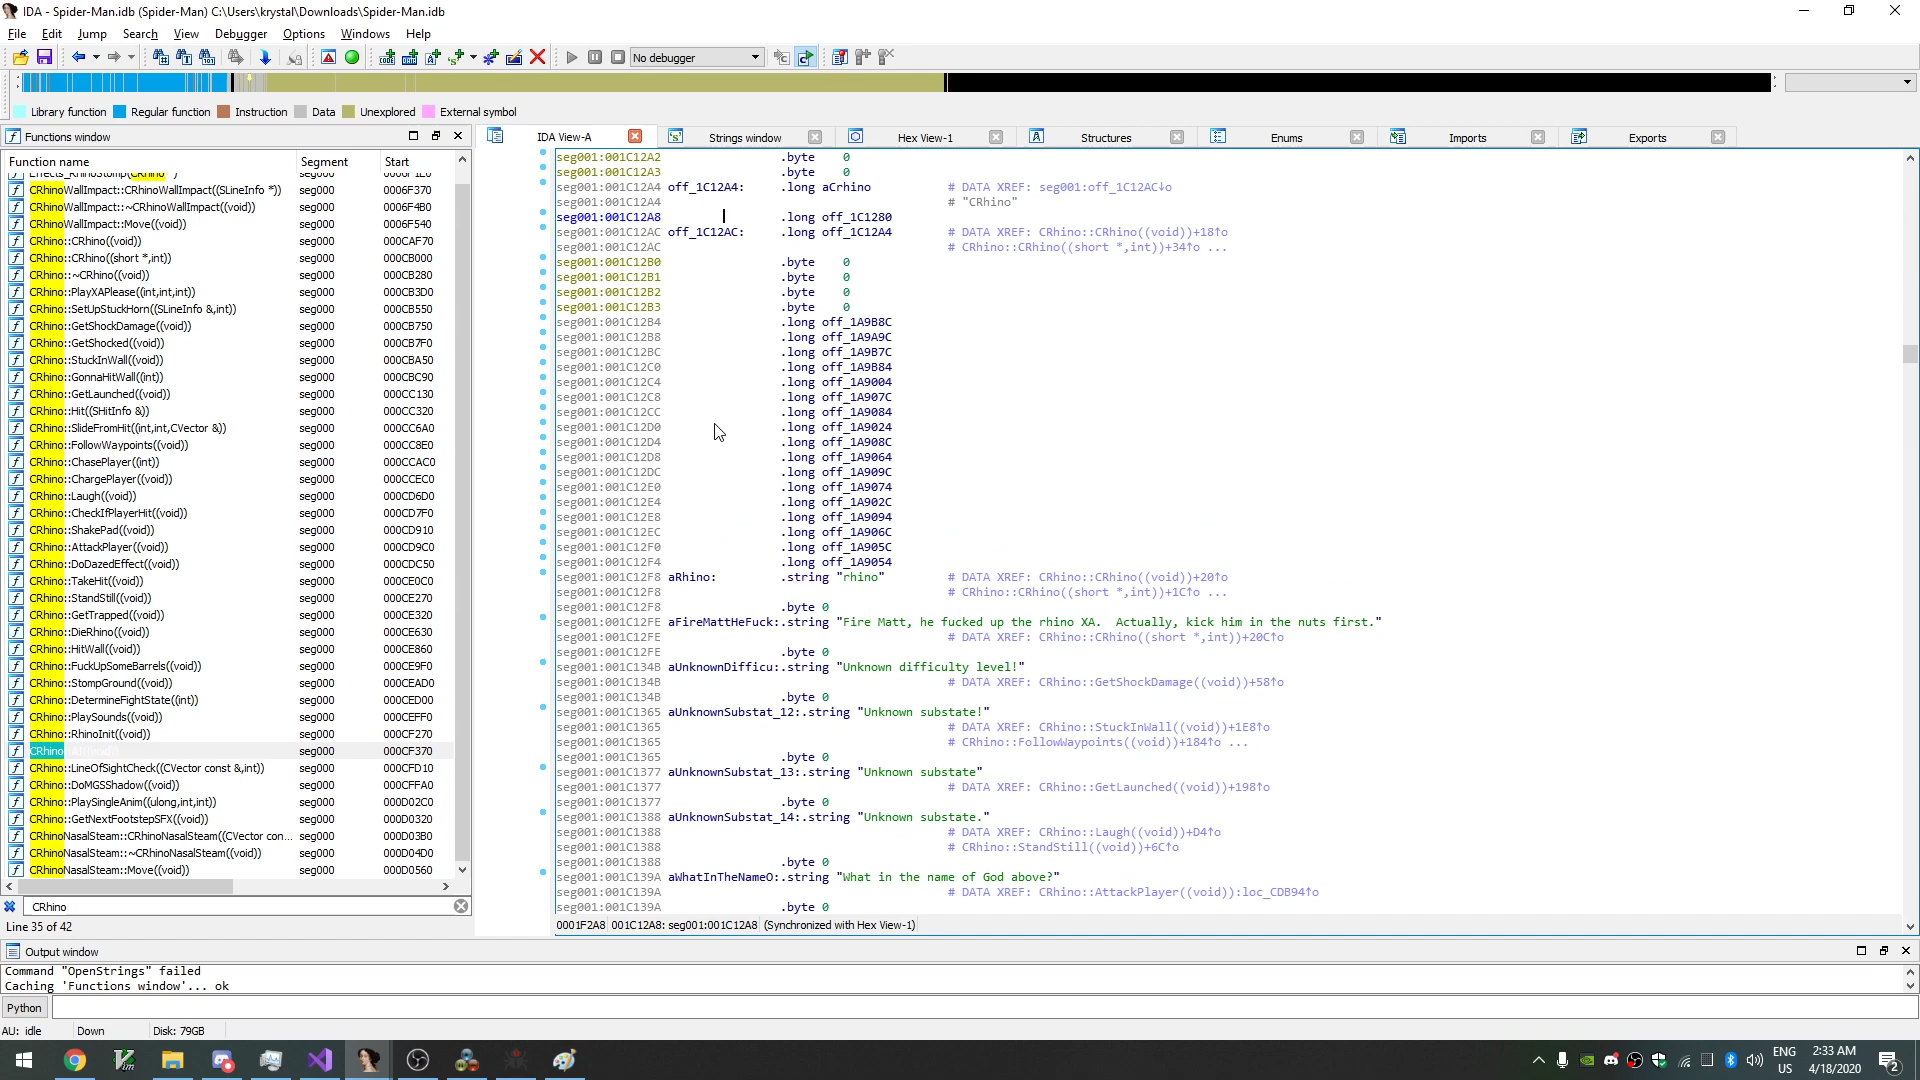 IDA - Spider-Man.idb (Spider-Man) C:\Users\krystal\Downloads\Spider-Man.idb
File Edit Jump Search View Debugger Options Windows Help
No debugger
Library function Regular function Instruction Data Unexplored External symbol
Functions window
Function name Segment Start
Effects_RhinoStomp(CRhino *) seg000 0006F1E0
CRhinoWallImpact::CRhinoWallImpact((SLineInfo *)) seg000 0006F370
CRhinoWallImpact::~CRhinoWallImpact((void)) seg000 0006F4B0
CRhinoWallImpact::Move((void)) seg000 0006F540
CRhino::CRhino((void)) seg000 000CAF70
CRhino::CRhino((short *,int)) seg000 000CB000
CRhino::~CRhino((void)) seg000 000CB280
CRhino::PlayXAPlease((int,int,int)) seg000 000CB3D0
CRhino::SetUpStuckHorn((SLineInfo &,int)) seg000 000CB550
CRhino::GetShockDamage((void)) seg000 000CB750
CRhino::GetShocked((void)) seg000 000CB7F0
CRhino::StuckInWall((void)) seg000 000CBA50
CRhino::GonnaHitWall((int)) seg000 000CBC90
CRhino::GetLaunched((void)) seg000 000CC130
CRhino::Hit((SHitInfo &)) seg000 000CC320
CRhino::SlideFromHit((int,int,CVector &)) seg000 000CC6A0
CRhino::FollowWaypoints((void)) seg000 000CC8E0
CRhino::ChasePlayer((int)) seg000 000CCAC0
CRhino::ChargePlayer((void)) seg000 000CCEC0
CRhino::Laugh((void)) seg000 000CD6D0
CRhino::CheckIfPlayerHit((void)) seg000 000CD7F0
CRhino::ShakePad((void)) seg000 000CD910
CRhino::AttackPlayer((void)) seg000 000CD9C0
CRhino::DoDazedEffect((void)) seg000 000CDC50
CRhino::TakeHit((void)) seg000 000CE0C0
CRhino::StandStill((void)) seg000 000CE270
CRhino::GetTrapped((void)) seg000 000CE320
CRhino::DieRhino((void)) seg000 000CE630
CRhino::HitWall((void)) seg000 000CE860
CRhino::FuckUpSomeBarrels((void)) seg000 000CE9F0
CRhino::StompGround((void)) seg000 000CEAD0
CRhino::DetermineFightState((int)) seg000 000CED00
CRhino::PlaySounds((void)) seg000 000CEFF0
CRhino::RhinoInit((void)) seg000 000CF270
CRhino seg000 000CF370
CRhino::LineOfSightCheck((CVector const &,int)) seg000 000CFD10
CRhino::DoMGSShadow((void)) seg000 000CFFA0
CRhino::PlaySingleAnim((ulong,int,int)) seg000 000D02C0
CRhino::GetNextFootstepSFX((void)) seg000 000D0320
CRhinoNasalSteam::CRhinoNasalSteam((CVector con... seg000 000D03B0
CRhinoNasalSteam::~CRhinoNasalSteam((void)) seg000 000D04D0
CRhinoNasalSteam::Move((void)) seg000 000D0560
CRhino
Line 35 of 42
IDA View-A Strings window Hex View-1 Structures Enums Imports Exports
seg001:001C12A2 .byte 0
seg001:001C12A3 .byte 0
seg001:001C12A4 off_1C12A4: .long aCrhino # DATA XREF: seg001:off_1C12AC↓o
seg001:001C12A4 # "CRhino"
seg001:001C12A8 .long off_1C1280
seg001:001C12AC off_1C12AC: .long off_1C12A4 # DATA XREF: CRhino::CRhino((void))+18↑o
seg001:001C12AC # CRhino::CRhino((short *,int))+34↑o ...
seg001:001C12B0 .byte 0
seg001:001C12B1 .byte 0
seg001:001C12B2 .byte 0
seg001:001C12B3 .byte 0
seg001:001C12B4 .long off_1A9B8C
seg001:001C12B8 .long off_1A9A9C
seg001:001C12BC .long off_1A9B7C
seg001:001C12C0 .long off_1A9B84
seg001:001C12C4 .long off_1A9004
seg001:001C12C8 .long off_1A907C
seg001:001C12CC .long off_1A9084
seg001:001C12D0 .long off_1A9024
seg001:001C12D4 .long off_1A908C
seg001:001C12D8 .long off_1A9064
seg001:001C12DC .long off_1A909C
seg001:001C12E0 .long off_1A9074
seg001:001C12E4 .long off_1A902C
seg001:001C12E8 .long off_1A9094
seg001:001C12EC .long off_1A906C
seg001:001C12F0 .long off_1A905C
seg001:001C12F4 .long off_1A9054
seg001:001C12F8 aRhino: .string "rhino" # DATA XREF: CRhino::CRhino((void))+20↑o
seg001:001C12F8 # CRhino::CRhino((short *,int))+1C↑o ...
seg001:001C12F8 .byte 0
seg001:001C12FE aFireMattHeFuck:.string "Fire Matt, he fucked up the rhino XA.  Actually, kick him in the nuts first."
seg001:001C12FE # DATA XREF: CRhino::CRhino((short *,int))+20C↑o
seg001:001C12FE .byte 0
seg001:001C134B aUnknownDifficu:.string "Unknown difficulty level!"
seg001:001C134B # DATA XREF: CRhino::GetShockDamage((void))+58↑o
seg001:001C134B .byte 0
seg001:001C1365 aUnknownSubstat_12:.string "Unknown substate!"
seg001:001C1365 # DATA XREF: CRhino::StuckInWall((void))+1E8↑o
seg001:001C1365 # CRhino::FollowWaypoints((void))+184↑o ...
seg001:001C1365 .byte 0
seg001:001C1377 aUnknownSubstat_13:.string "Unknown substate"
seg001:001C1377 # DATA XREF: CRhino::GetLaunched((void))+198↑o
seg001:001C1377 .byte 0
seg001:001C1388 aUnknownSubstat_14:.string "Unknown substate."
seg001:001C1388 # DATA XREF: CRhino::Laugh((void))+D4↑o
seg001:001C1388 # CRhino::StandStill((void))+6C↑o
seg001:001C1388 .byte 0
seg001:001C139A aWhatInTheNameO:.string "What in the name of God above?"
seg001:001C139A # DATA XREF: CRhino::AttackPlayer((void)):loc_CDB94↑o
seg001:001C139A .byte 0
0001F2A8 001C12A8: seg001:001C12A8 (Synchronized with Hex View-1)
Output window
Command "OpenStrings" failed
Caching 'Functions window'... ok
Python
AU: idle Down Disk: 79GB
ENG
US
2:33 AM
4/18/2020
2